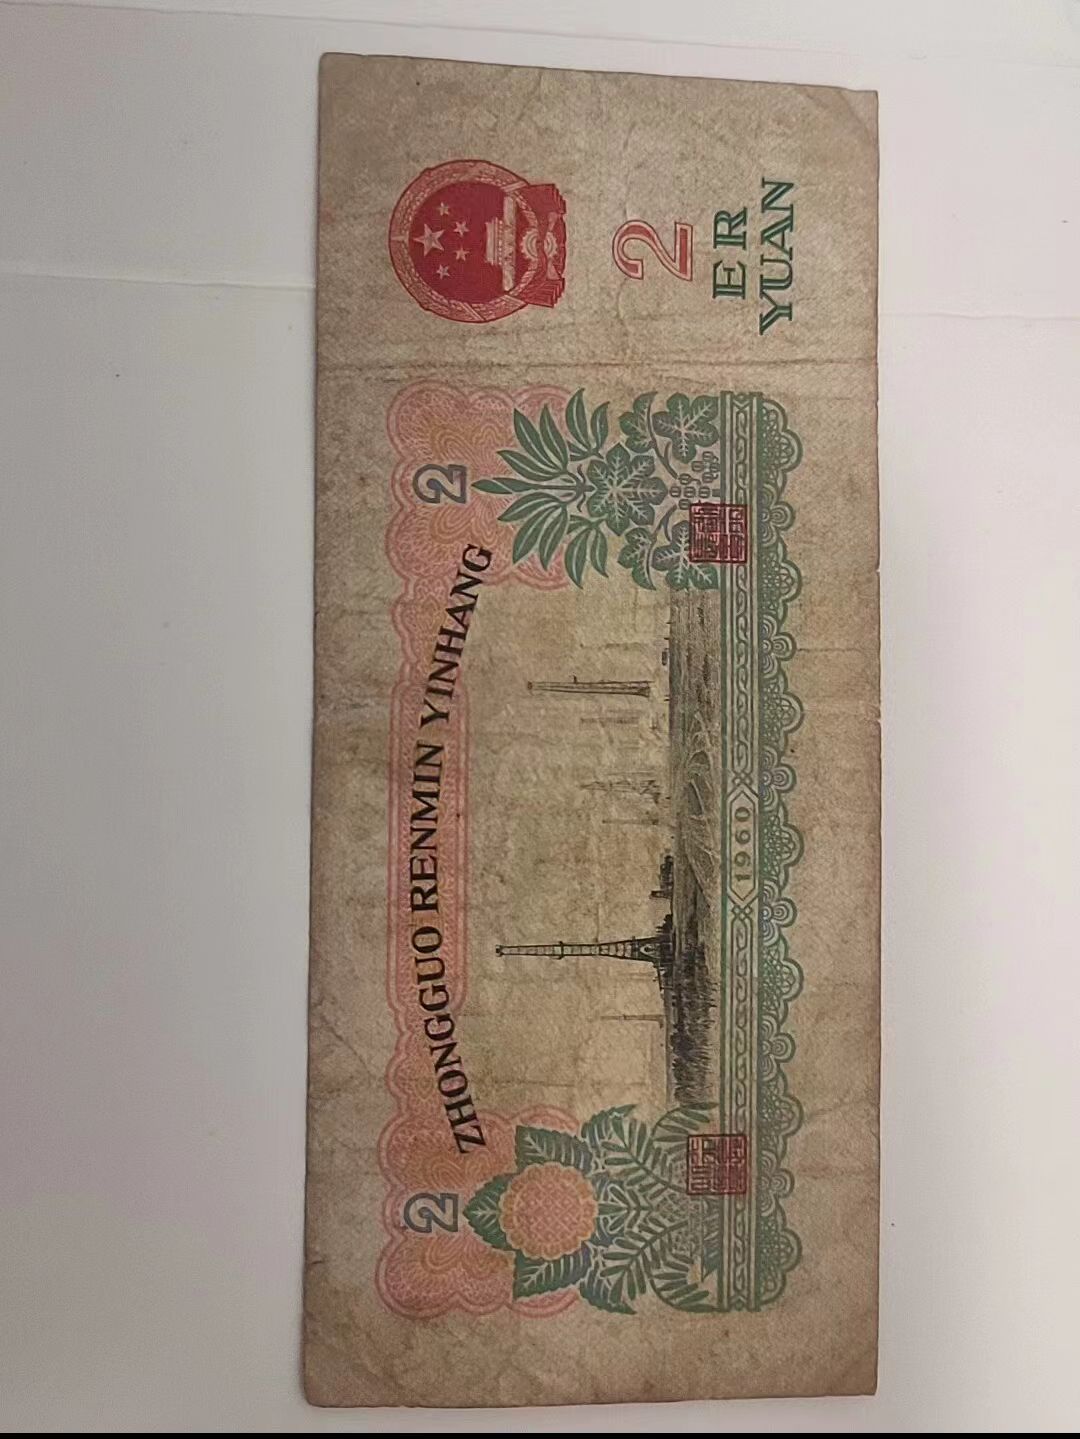 ZHONGGUO RENMIN YINHANG
2
2
2
ER
YUAN
1960